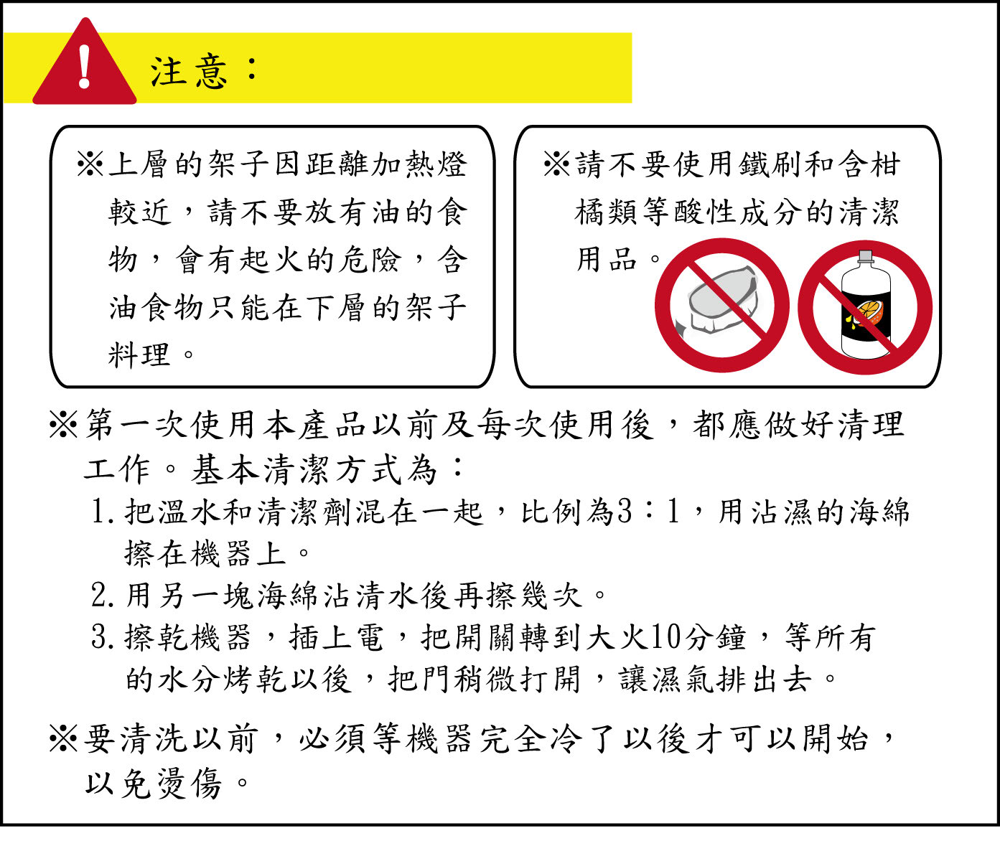 注意：
※上層的架子因距離加熱燈
較近，請不要放有油的食
物，會有起火的危險，含
油食物只能在下層的架子
料理。
※請不要使用鐵刷和含柑
橘類等酸性成分的清潔
用品。
※第一次使用本產品以前及每次使用後，都應做好清理
工作。基本清潔方式為：
1.把溫水和清潔劑混在一起，比例為3：1，用沾濕的海綿
擦在機器上。
2.用另一塊海綿沾清水後再擦幾次。
3.擦乾機器，插上電，把開關轉到大火10分鐘，等所有
的水分烤乾以後，把門稍微打開，讓濕氣排出去。
※要清洗以前，必須等機器完全冷了以後才可以開始，
以免燙傷。